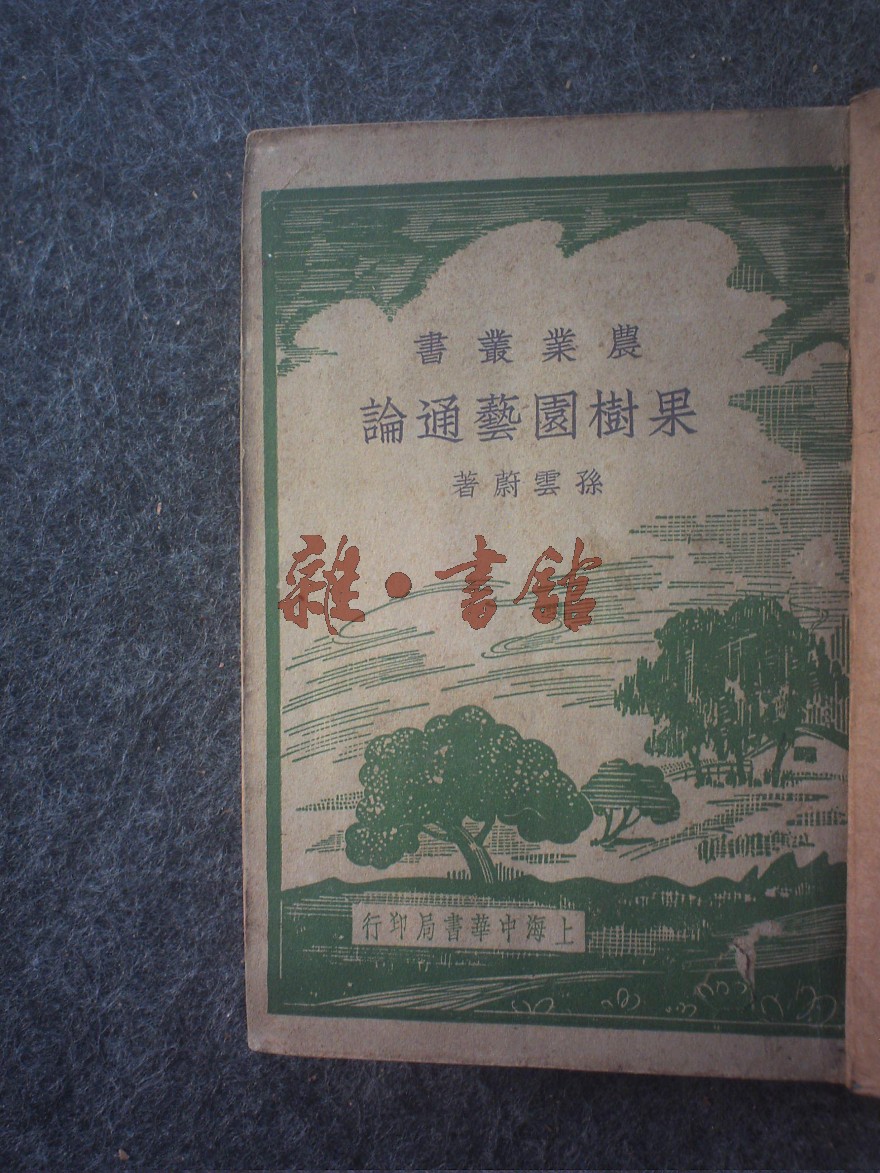 農業叢書
果樹園藝通論
孫雲蔚著
雜·書館
上海中華書局印行